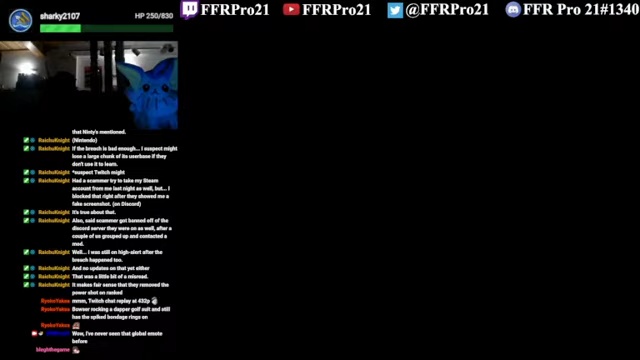 sharky2107 HP 250/830
FFRPro21 FFRPro21 @FFRPro21 FFR Pro 21#1340
that Ninty's mentioned.
RaichuKnight (Nintendo)
RaichuKnight If the breach is bad enough... I suspect might
lose a large chunk of its userbase if they
don't use it to learn.
RaichuKnight *suspect Twitch might
RaichuKnight Had a scammer try to take my Steam
account from me last night as well, but... I
blocked that right after they showed me a
fake screenshot. (on Discord)
RaichuKnight It's true about that.
RaichuKnight Also, said scammer got banned off of the
discord server they were on as well, after
a couple of us grouped up and contacted a
mod.
RaichuKnight Well... I was still on high-alert after the
breach happened too.
RaichuKnight And no updates on that yet either
RaichuKnight That was a little bit of a misread.
RaichuKnight It makes fair sense that they removed the
power shot on ranked
RyukoYakuu mmm, Twitch chat replay at 432p
RyukoYakuu Bowser rocking a dapper golf suit and still
has the spiked bondage rings on
RyukoYakuu
Wow, I've never seen that global emote
before
bleghthegame